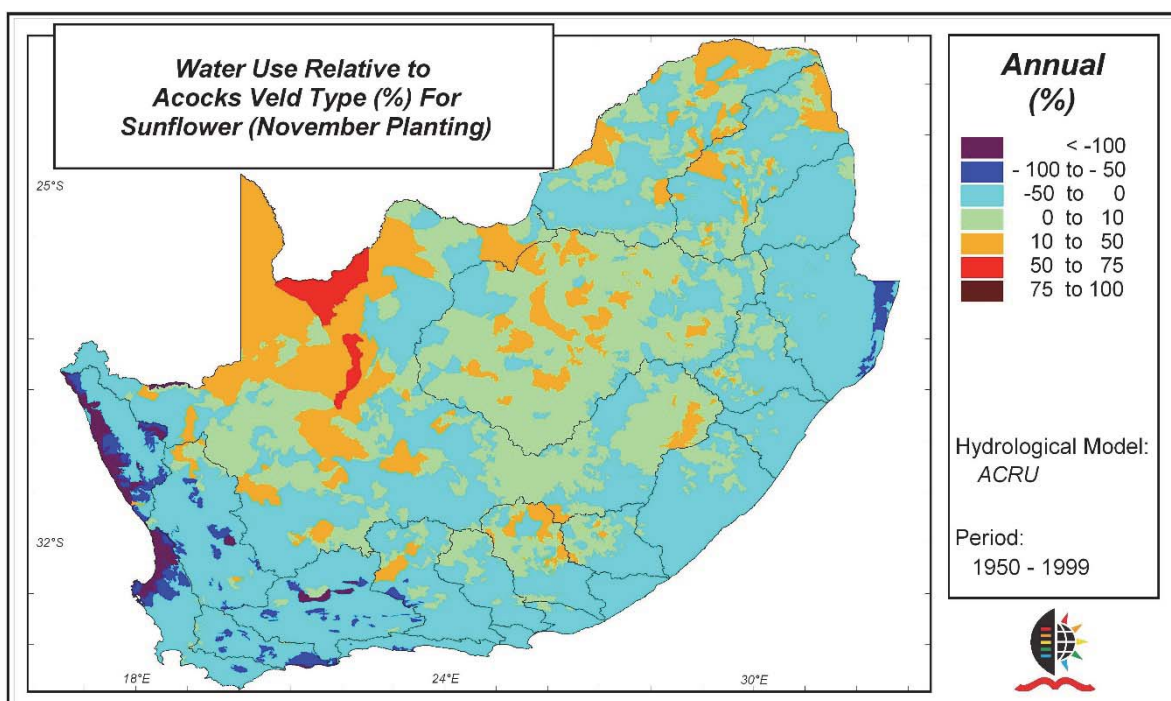 Water Use Relative to
Acocks Veld Type (%) For
Sunflower (November Planting)
25°S
32°S
18°E
24°E
30°E
Annual
(%)
< -100
- 100 to - 50
-50 to 0
0 to 10
10 to 50
50 to 75
75 to 100
Hydrological Model:
ACRU
Period:
1950 - 1999